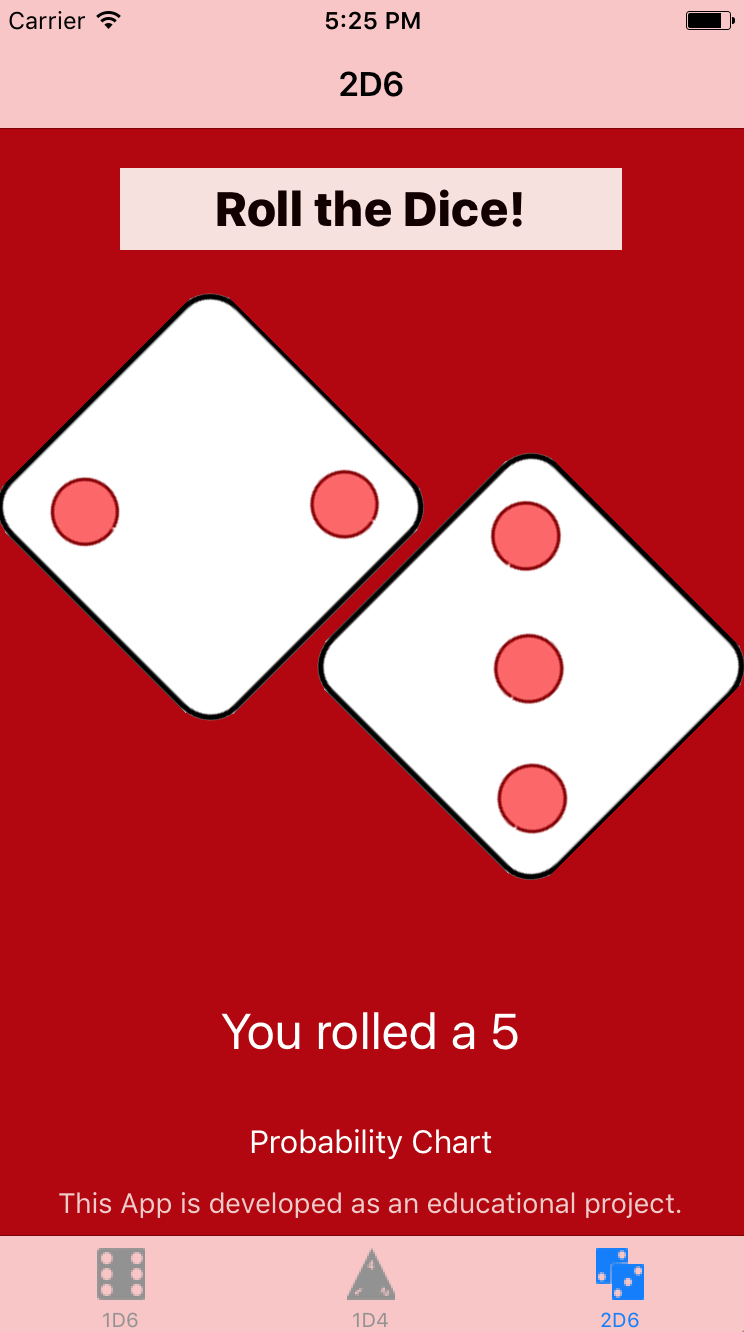 Carrier 5:25 PM
2D6
Roll the Dice!
You rolled a 5
Probability Chart
This App is developed as an educational project.
4
1D6 1D4 2D6